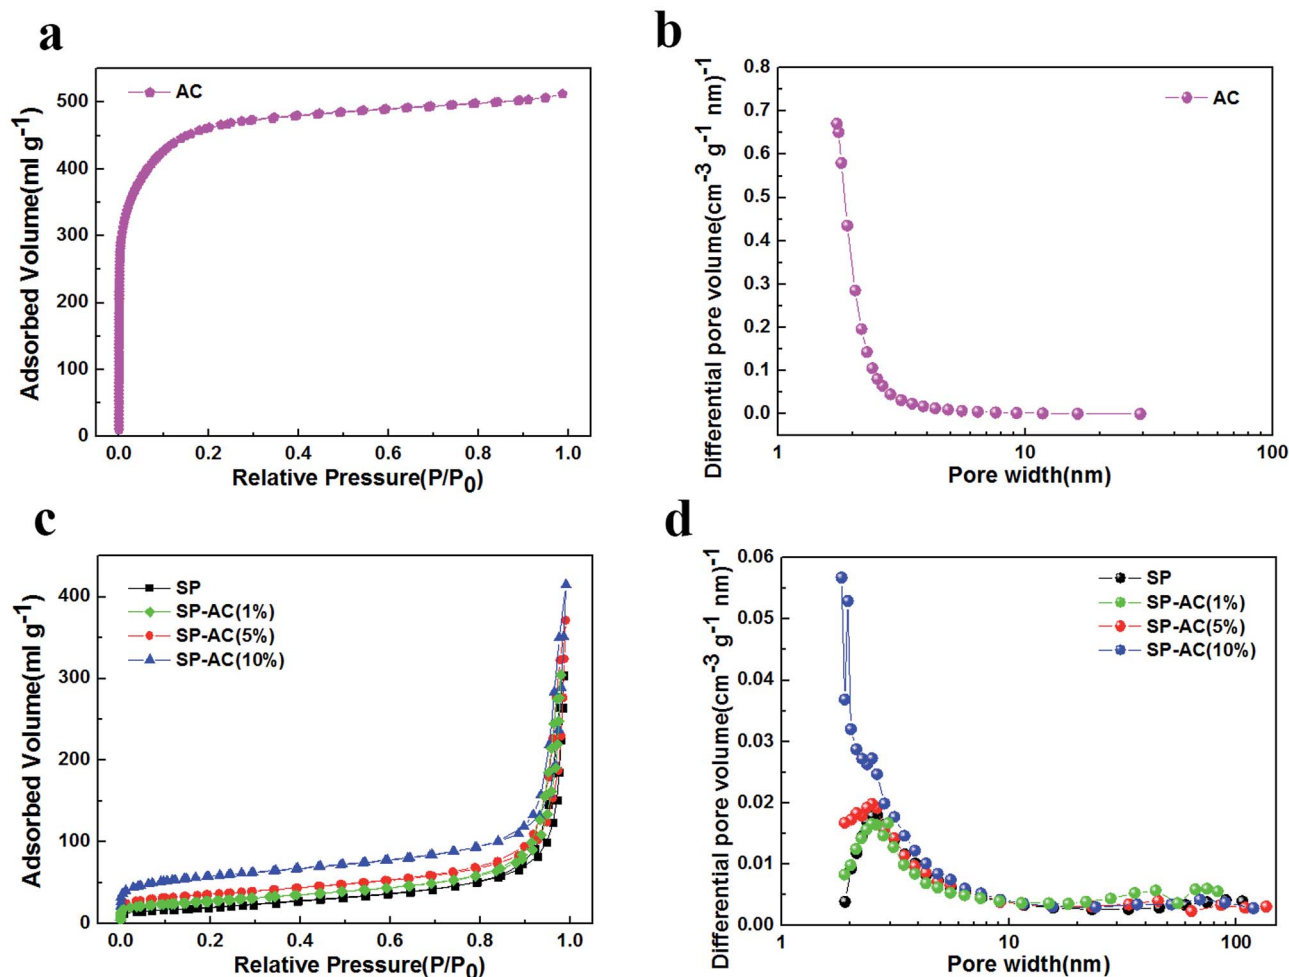 a
AC
Adsorbed Volume(ml g⁻¹)
500
400
300
200
100
0
0.0 0.2 0.4 0.6 0.8 1.0
Relative Pressure(P/P₀)
b
AC
Differential pore volume(cm⁻³ g⁻¹ nm)⁻¹
0.8
0.7
0.6
0.5
0.4
0.3
0.2
0.1
0.0
1 10 100
Pore width(nm)
c
SP
SP-AC(1%)
SP-AC(5%)
SP-AC(10%)
Adsorbed Volume(ml g⁻¹)
400
300
200
100
0
0.0 0.2 0.4 0.6 0.8 1.0
Relative Pressure(P/P₀)
d
SP
SP-AC(1%)
SP-AC(5%)
SP-AC(10%)
Differential pore volume(cm⁻³ g⁻¹ nm)⁻¹
0.06
0.05
0.04
0.03
0.02
0.01
0.00
1 10 100
Pore width(nm)